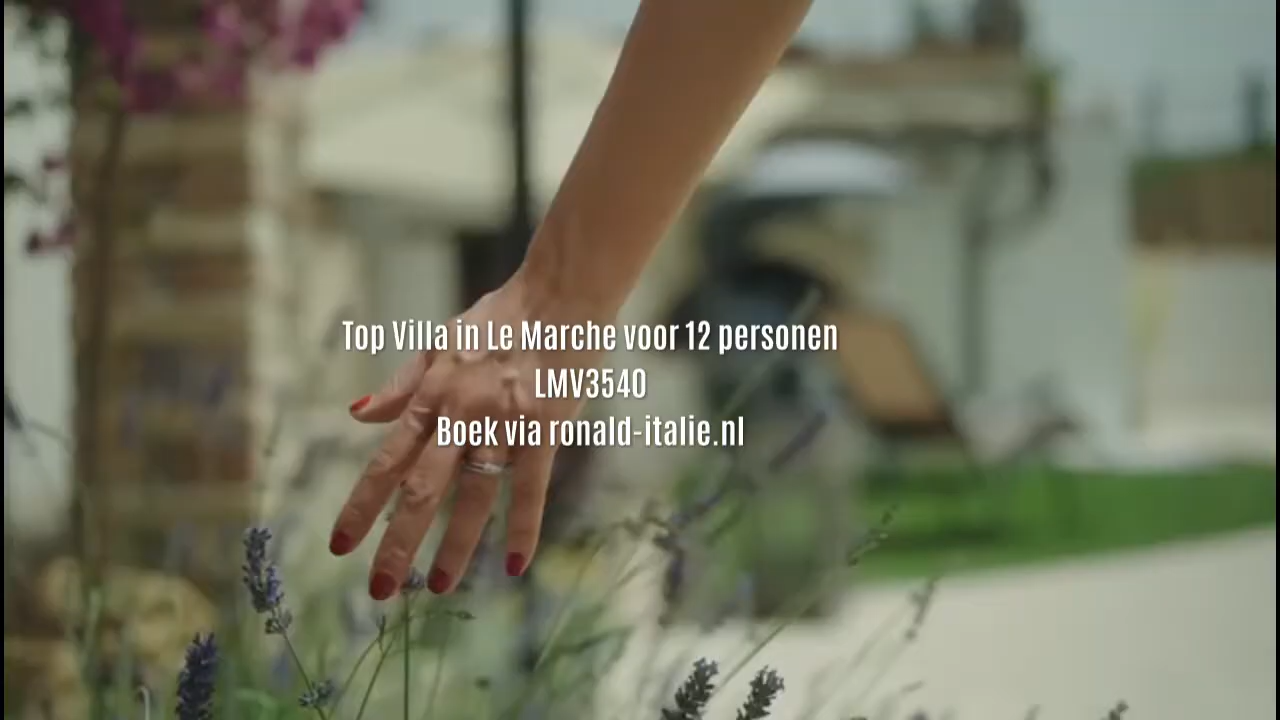 Top Villa in Le Marche voor 12 personen
LMV3540
Boek via ronald-italie.nl